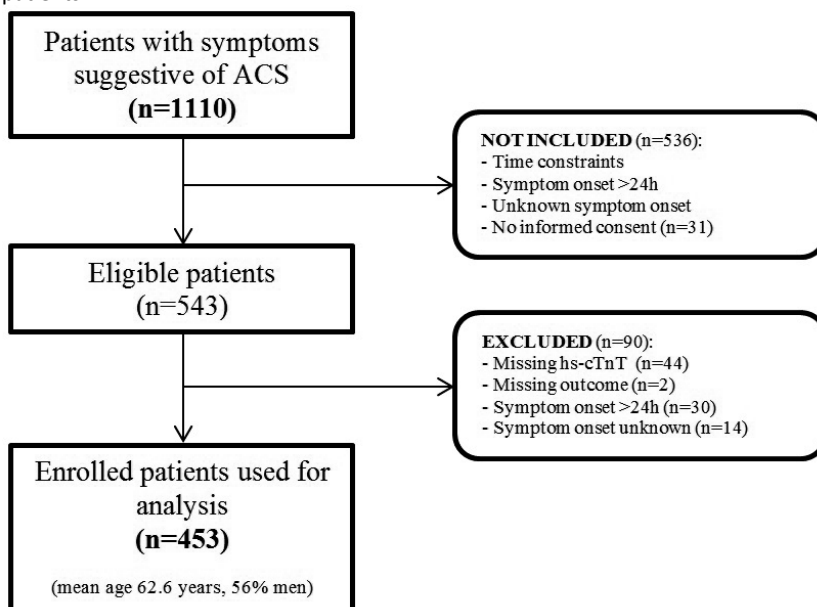 Patients with symptoms
suggestive of ACS
(n=1110)
NOT INCLUDED (n=536):
- Time constraints
- Symptom onset >24h
- Unknown symptom onset
- No informed consent (n=31)
Eligible patients
(n=543)
EXCLUDED (n=90):
- Missing hs-cTnT (n=44)
- Missing outcome (n=2)
- Symptom onset >24h (n=30)
- Symptom onset unknown (n=14)
Enrolled patients used for
analysis
(n=453)
(mean age 62.6 years, 56% men)